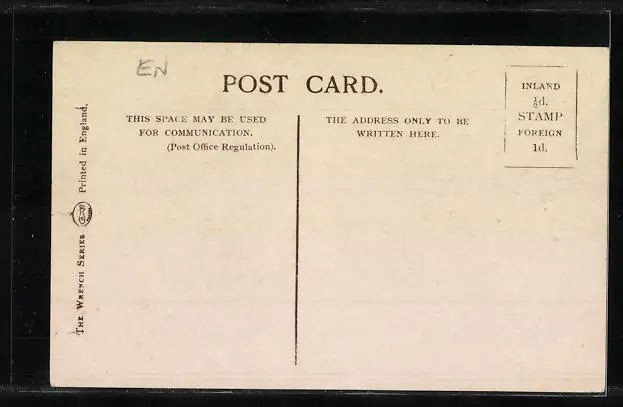 EN
POST CARD.
THIS SPACE MAY BE USED
FOR COMMUNICATION.
(Post Office Regulation).
THE ADDRESS ONLY TO BE
WRITTEN HERE.
INLAND
½d.
STAMP
FOREIGN
1d.
THE WRENCH SERIES Printed in England.